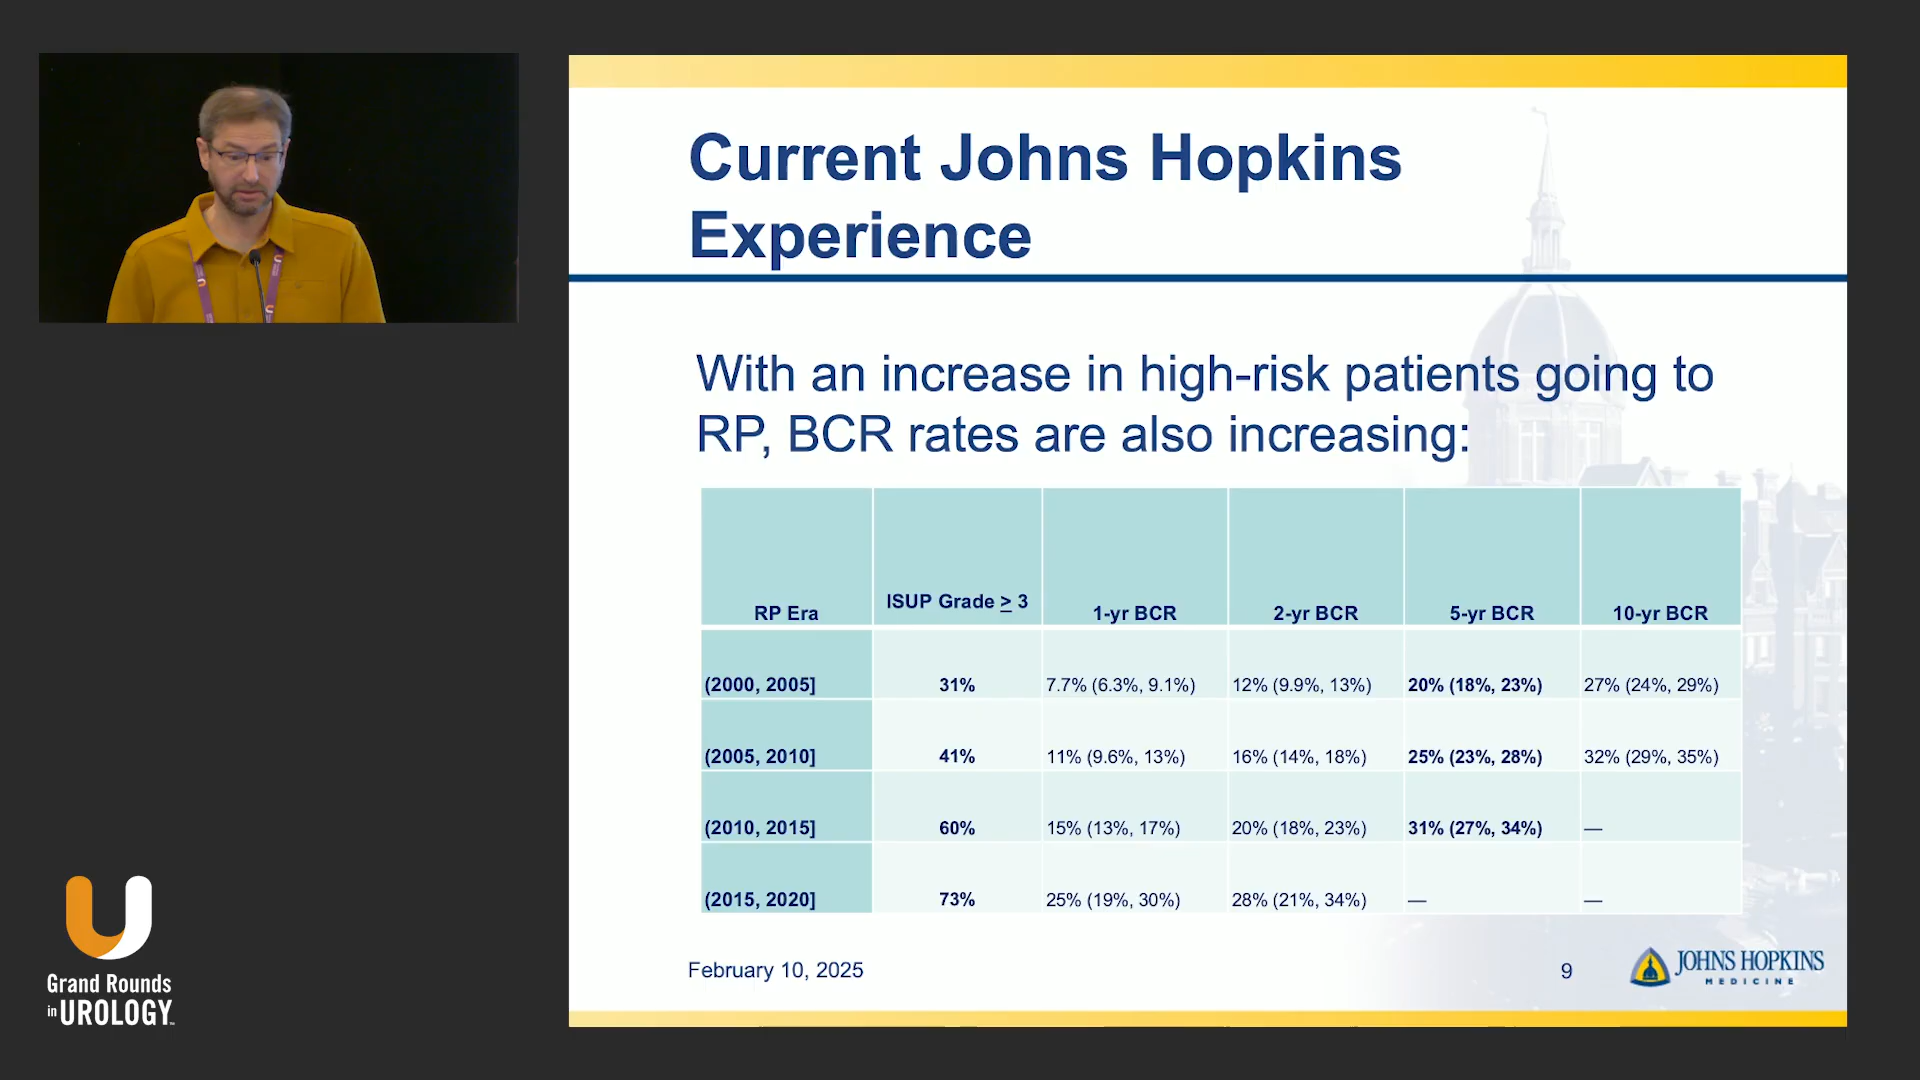 Current Johns Hopkins
Experience
With an increase in high-risk patients going to
RP, BCR rates are also increasing:
RP Era ISUP Grade ≥ 3 1-yr BCR 2-yr BCR 5-yr BCR 10-yr BCR
(2000, 2005] 31% 7.7% (6.3%, 9.1%) 12% (9.9%, 13%) 20% (18%, 23%) 27% (24%, 29%)
(2005, 2010] 41% 11% (9.6%, 13%) 16% (14%, 18%) 25% (23%, 28%) 32% (29%, 35%)
(2010, 2015] 60% 15% (13%, 17%) 20% (18%, 23%) 31% (27%, 34%) —
(2015, 2020] 73% 25% (19%, 30%) 28% (21%, 34%) — —
February 10, 2025 9
JOHNS HOPKINS
MEDICINE
Grand Rounds
in UROLOGY™